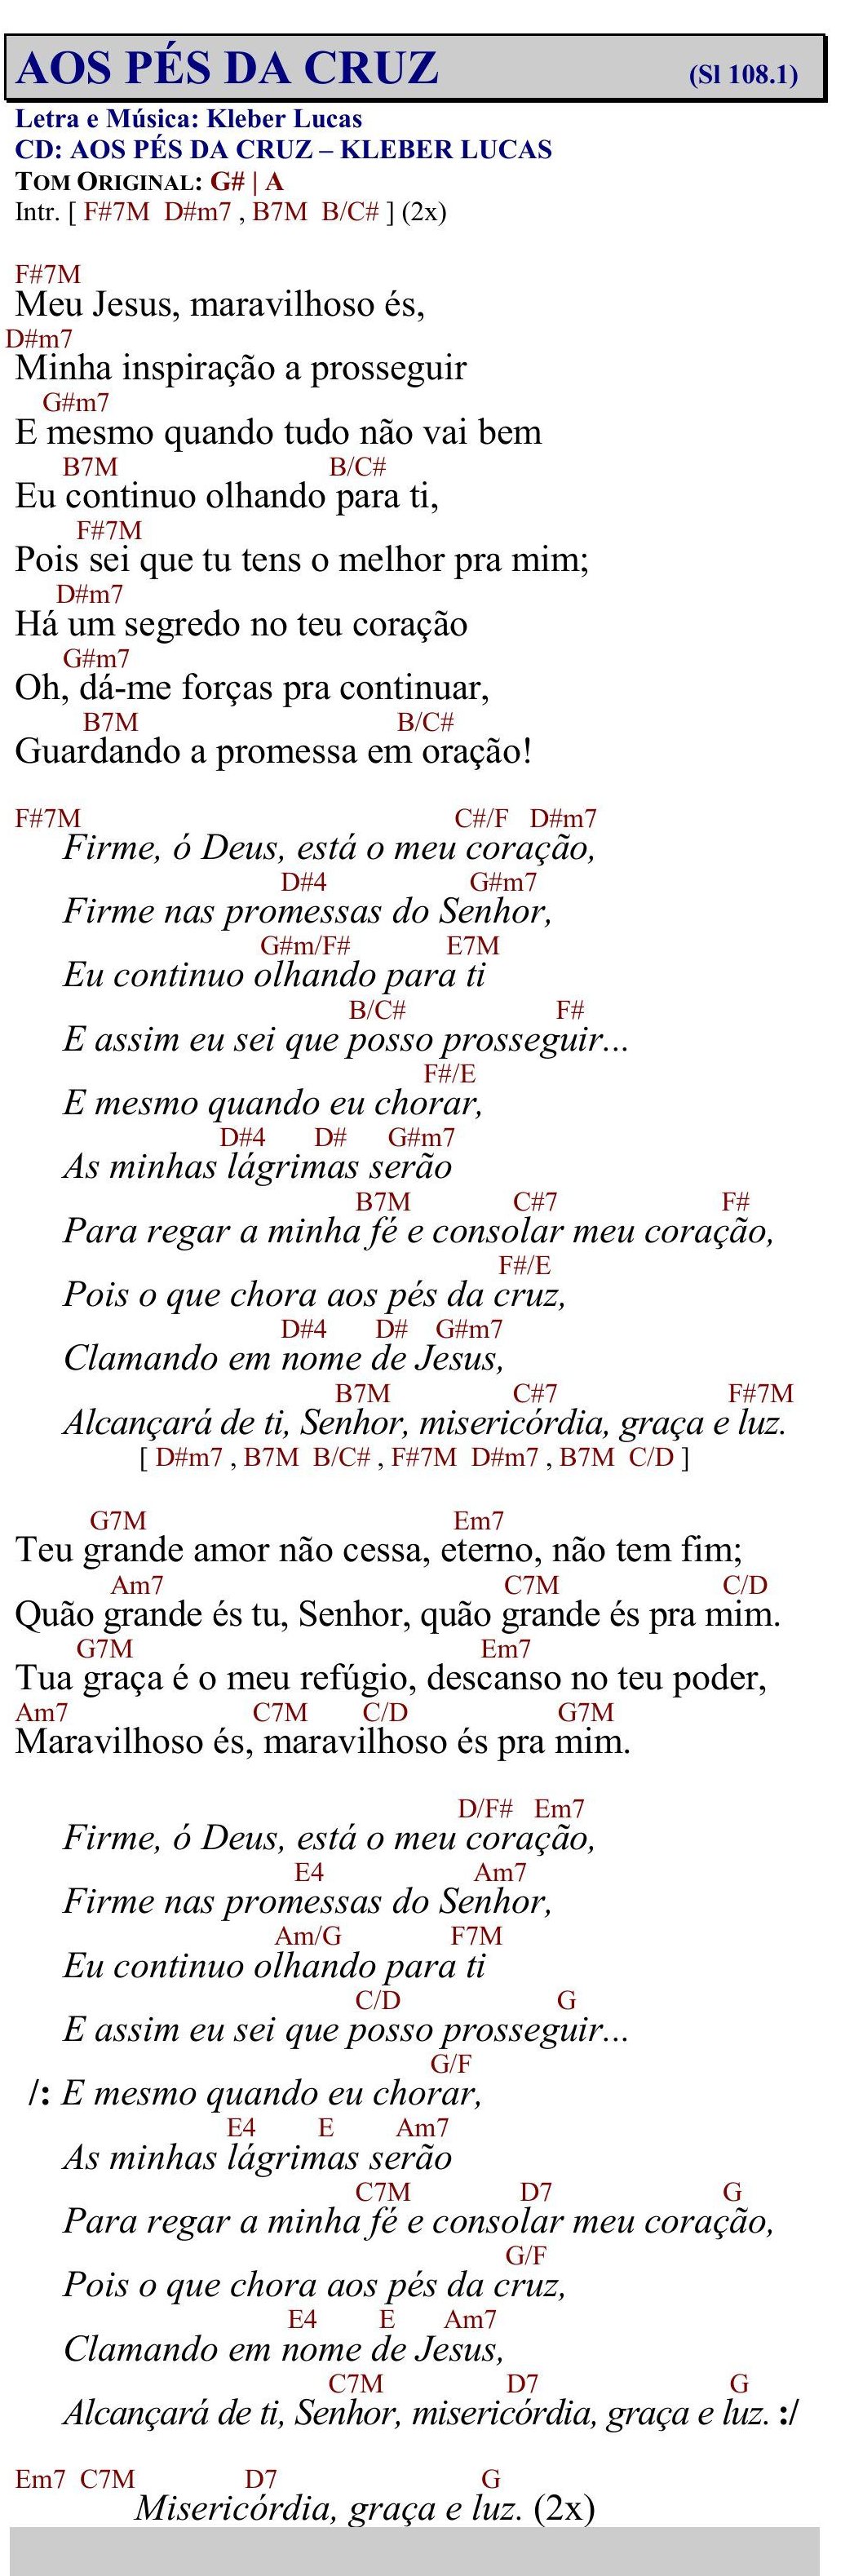 AOS PÉS DA CRUZ (Sl 108.1)
Letra e Música: Kleber Lucas
CD: AOS PÉS DA CRUZ – KLEBER LUCAS
TOM ORIGINAL: G# | A
Intr. [ F#7M D#m7 , B7M B/C# ] (2x)
F#7M
Meu Jesus, maravilhoso és,
D#m7
Minha inspiração a prosseguir
G#m7
E mesmo quando tudo não vai bem
B7M B/C#
Eu continuo olhando para ti,
F#7M
Pois sei que tu tens o melhor pra mim;
D#m7
Há um segredo no teu coração
G#m7
Oh, dá-me forças pra continuar,
B7M B/C#
Guardando a promessa em oração!
F#7M C#/F D#m7
Firme, ó Deus, está o meu coração,
D#4 G#m7
Firme nas promessas do Senhor,
G#m/F# E7M
Eu continuo olhando para ti
B/C# F#
E assim eu sei que posso prosseguir...
F#/E
E mesmo quando eu chorar,
D#4 D# G#m7
As minhas lágrimas serão
B7M C#7 F#
Para regar a minha fé e consolar meu coração,
F#/E
Pois o que chora aos pés da cruz,
D#4 D# G#m7
Clamando em nome de Jesus,
B7M C#7 F#7M
Alcançará de ti, Senhor, misericórdia, graça e luz.
[ D#m7 , B7M B/C# , F#7M D#m7 , B7M C/D ]
G7M Em7
Teu grande amor não cessa, eterno, não tem fim;
Am7 C7M C/D
Quão grande és tu, Senhor, quão grande és pra mim.
G7M Em7
Tua graça é o meu refúgio, descanso no teu poder,
Am7 C7M C/D G7M
Maravilhoso és, maravilhoso és pra mim.
D/F# Em7
Firme, ó Deus, está o meu coração,
E4 Am7
Firme nas promessas do Senhor,
Am/G F7M
Eu continuo olhando para ti
C/D G
E assim eu sei que posso prosseguir...
G/F
/: E mesmo quando eu chorar,
E4 E Am7
As minhas lágrimas serão
C7M D7 G
Para regar a minha fé e consolar meu coração,
G/F
Pois o que chora aos pés da cruz,
E4 E Am7
Clamando em nome de Jesus,
C7M D7 G
Alcançará de ti, Senhor, misericórdia, graça e luz. :/
Em7 C7M D7 G
Misericórdia, graça e luz. (2x)